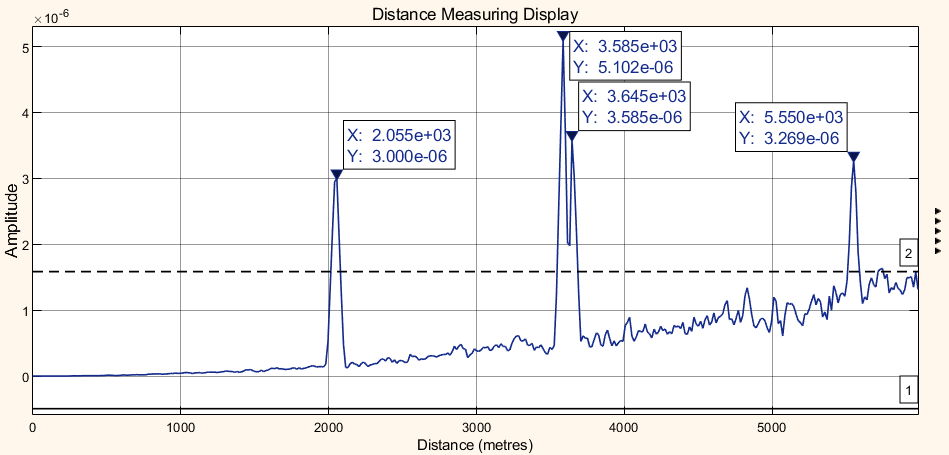 Distance Measuring Display
×10^-6
Amplitude
5
4
3
2
1
0
X: 2.055e+03
Y: 3.000e-06
X: 3.585e+03
Y: 5.102e-06
X: 3.645e+03
Y: 3.585e-06
X: 5.550e+03
Y: 3.269e-06
2
1
0 1000 2000 3000 4000 5000
Distance (metres)